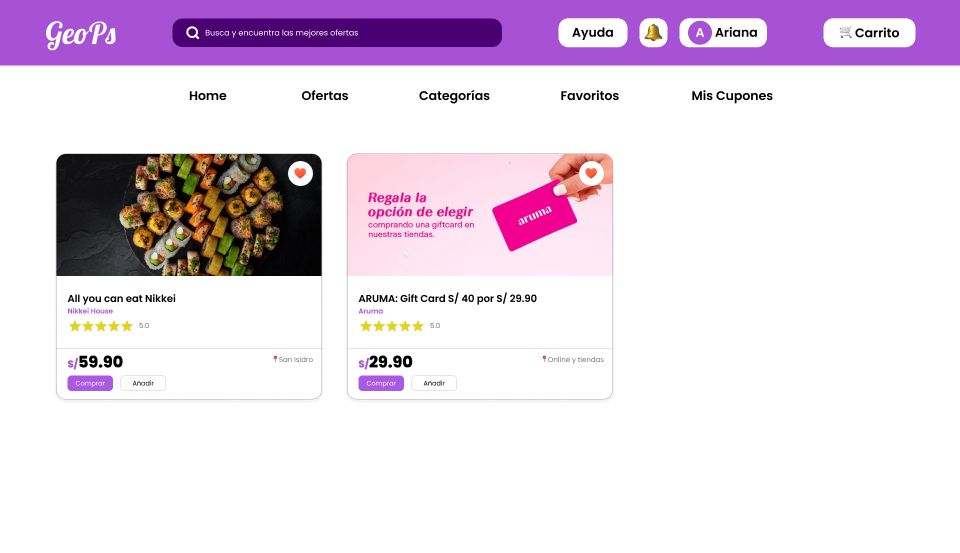 GeoPs
Busca y encuentra las mejores ofertas
Ayuda
A Ariana
Carrito
Home
Ofertas
Categorías
Favoritos
Mis Cupones
Regala la
opción de elegir
comprando una giftcard en
nuestras tiendas.
aruma
All you can eat Nikkei
Nikkei House
5.0
S/59.90
San Isidro
Comprar
Añadir
ARUMA: Gift Card S/ 40 por S/ 29.90
Aruma
5.0
S/29.90
Online y tiendas
Comprar
Añadir